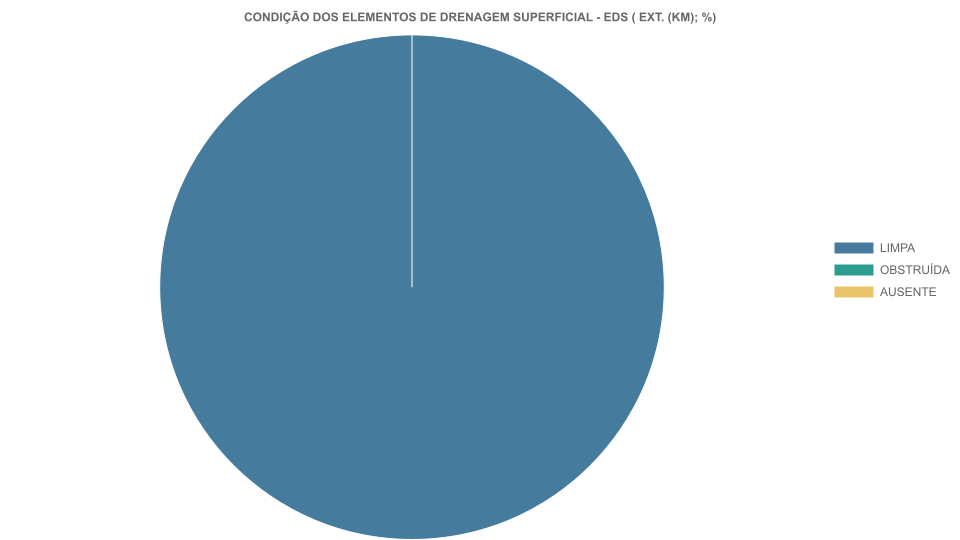 CONDIÇÃO DOS ELEMENTOS DE DRENAGEM SUPERFICIAL - EDS ( EXT. (KM); %)
LIMPA
OBSTRUÍDA
AUSENTE